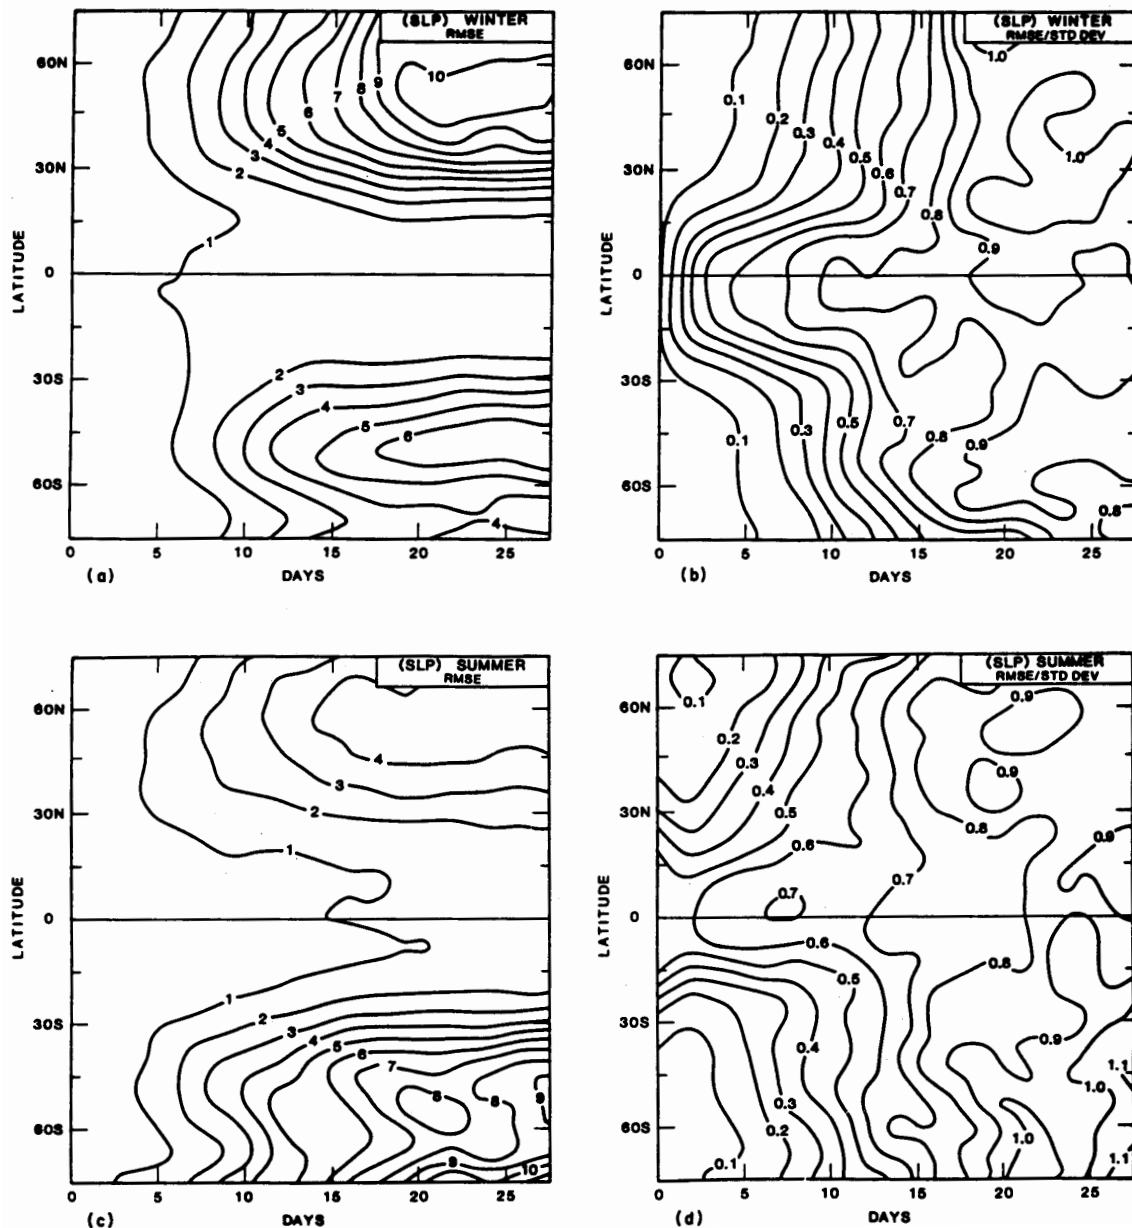 (SLP) WINTER
RMSE
60N
30N
0
30S
60S
LATITUDE
1
2
3
4
5
6
7
8
9
10
2
3
4
5
6
4
0 5 10 15 20 25
(a) DAYS
(SLP) WINTER
RMSE/STD DEV
1.0
60N
30N
0
30S
60S
LATITUDE
0.1
0.2
0.3
0.4
0.5
0.6
0.7
0.8
1.0
0.9
0.1
0.3
0.5
0.7
0.8
0.9
0.8
0 5 10 15 20 25
(b) DAYS
(SLP) SUMMER
RMSE
60N
30N
0
30S
60S
LATITUDE
4
3
2
1
1
2
3
4
5
6
7
8
8
9
9
10
0 5 10 15 20 25
(c) DAYS
(SLP) SUMMER
RMSE/STD DEV
60N
30N
0
30S
60S
LATITUDE
0.1
0.2
0.3
0.4
0.5
0.6
0.7
0.7
0.9
0.9
0.8
0.9
0.6
0.5
0.4
0.3
0.2
0.1
0.8
0.9
1.0
1.1
1.0
1.1
0 5 10 15 20 25
(d) DAYS